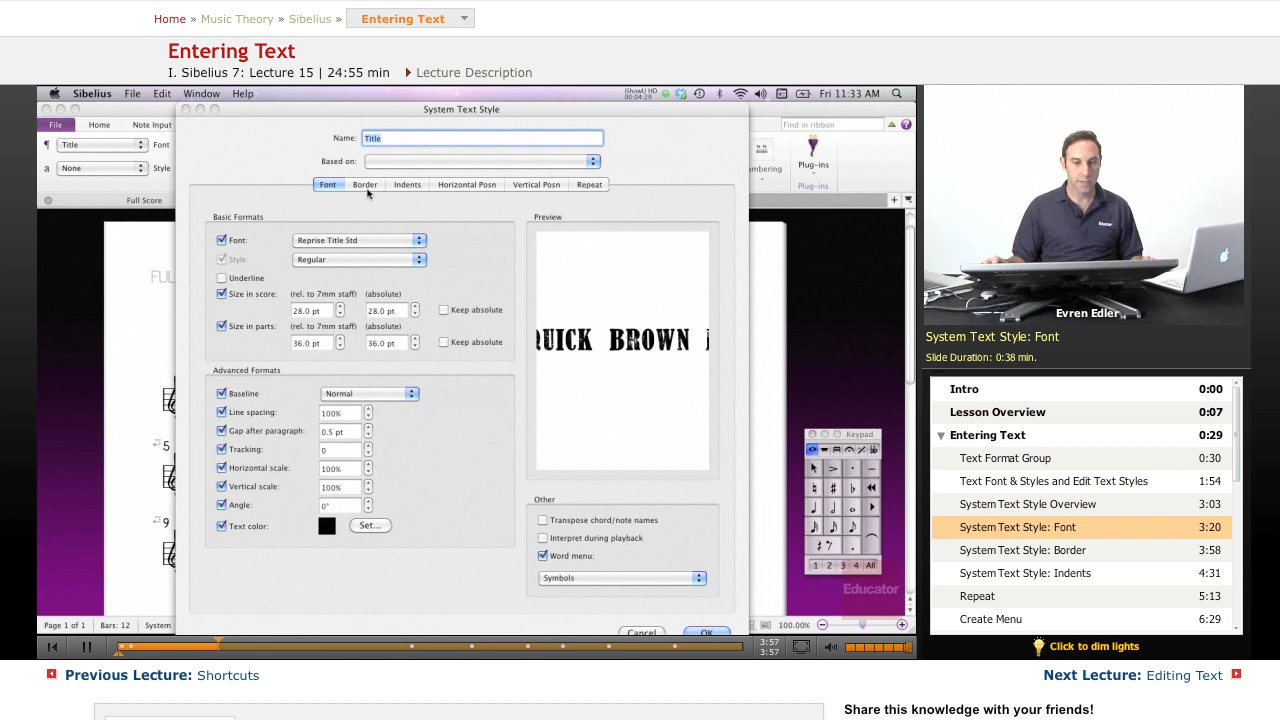 Home » Music Theory » Sibelius » Entering Text
Entering Text
I. Sibelius 7: Lecture 15 | 24:55 min Lecture Description
Sibelius File Edit Window Help iShowU HD 00:04:29 Fri 11:33 AM
System Text Style
File Home Note Input
Find in ribbon
Title Font
None Style
Plug-ins
Plug-ins
Full Score
Name: Title
Based on:
Font Border Indents Horizontal Posn Vertical Posn Repeat
Basic Formats
Font: Reprise Title Std
Style: Regular
Underline
Size in score: (rel. to 7mm staff) (absolute)
28.0 pt 28.0 pt Keep absolute
Size in parts: (rel. to 7mm staff) (absolute)
36.0 pt 36.0 pt Keep absolute
Advanced Formats
Baseline Normal
Line spacing: 100%
Gap after paragraph: 0.5 pt
Tracking: 0
Horizontal scale: 100%
Vertical scale: 100%
Angle: 0°
Text color: Set...
Preview
QUICK BROWN
Other
Transpose chord/note names
Interpret during playback
Word menu:
Symbols
Cancel OK
5
9
Keypad
1 2 3 4 All
Educator
Page 1 of 1 Bars: 12 System
100.00%
3:57
3:57
Evren Edler
System Text Style: Font
Slide Duration: 0:38 min.
Intro 0:00
Lesson Overview 0:07
Entering Text 0:29
Text Format Group 0:30
Text Font & Styles and Edit Text Styles 1:54
System Text Style Overview 3:03
System Text Style: Font 3:20
System Text Style: Border 3:58
System Text Style: Indents 4:31
Repeat 5:13
Create Menu 6:29
Click to dim lights
Previous Lecture: Shortcuts
Next Lecture: Editing Text
Share this knowledge with your friends!